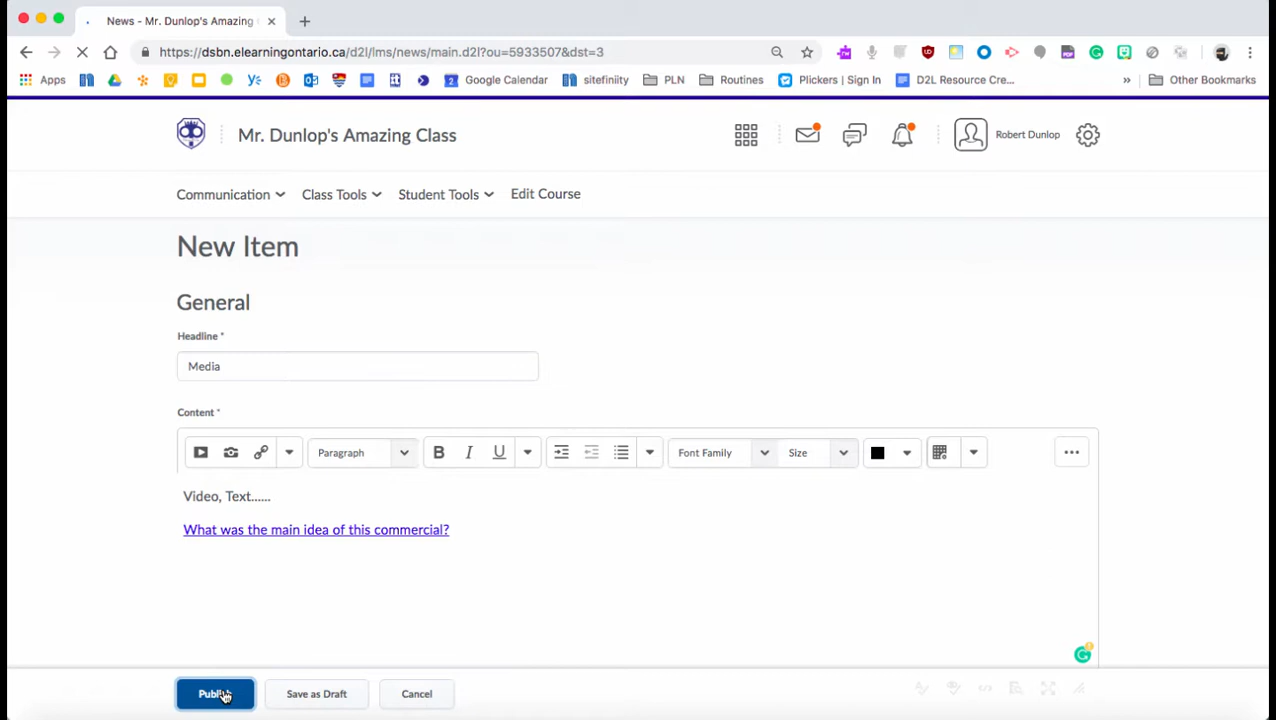 News - Mr. Dunlop's Amazing
https://dsbn.elearningontario.ca/d2l/lms/news/main.d2l?ou=5933507&dst=3
Apps Google Calendar sitefinity PLN Routines Plickers | Sign In D2L Resource Cre... » Other Bookmarks
Mr. Dunlop's Amazing Class Robert Dunlop
Communication Class Tools Student Tools Edit Course
New Item
General
Headline *
Media
Content *
Paragraph B I U Font Family Size
Video, Text......
What was the main idea of this commercial?
Save as Draft Cancel